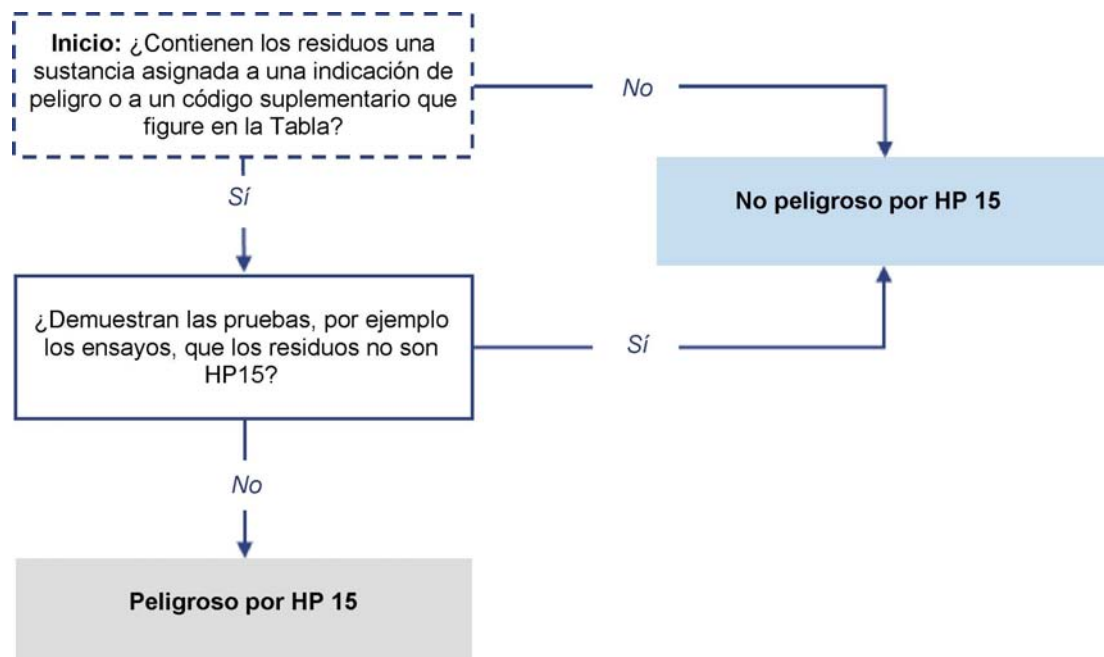 Inicio: ¿Contienen los residuos una
sustancia asignada a una indicación de
peligro o a un código suplementario que
figure en la Tabla?
No
Sí
No peligroso por HP 15
¿Demuestran las pruebas, por ejemplo
los ensayos, que los residuos no son
HP15?
Sí
No
Peligroso por HP 15